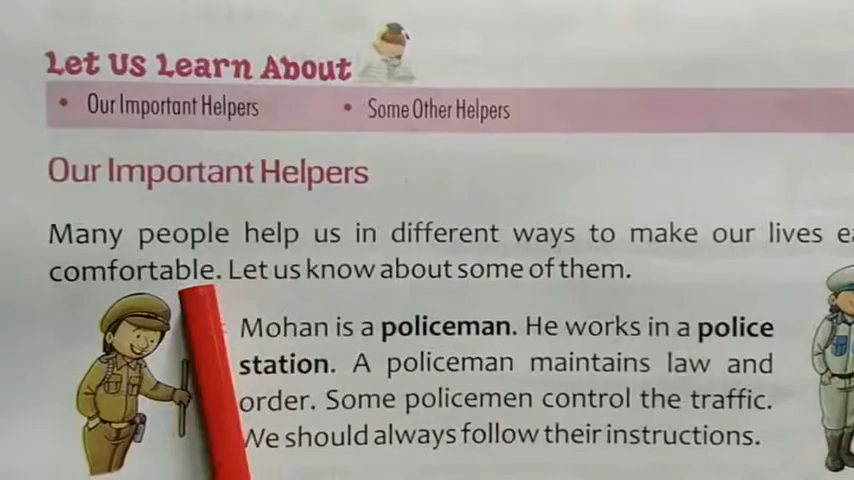 Let Us Learn About
• Our Important Helpers • Some Other Helpers
Our Important Helpers
Many people help us in different ways to make our lives
comfortable. Let us know about some of them.
Mohan is a policeman. He works in a police
station. A policeman maintains law and
order. Some policemen control the traffic.
We should always follow their instructions.